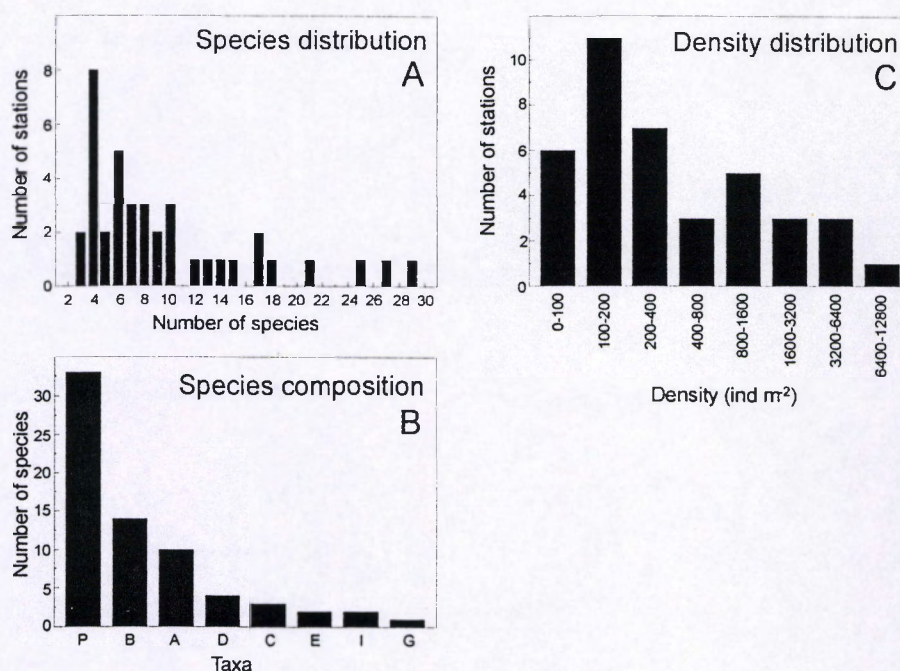 Species distribution
A
Number of stations
8
6
4
2
0
2 4 6 8 10 12 14 16 18 20 22 24 26 28 30
Number of species
Species composition
B
Number of species
30
25
20
15
10
5
0
P B A D C E I G
Taxa
Density distribution
C
Number of stations
10
8
6
4
2
0
0-100
100-200
200-400
400-800
800-1600
1600-3200
3200-6400
6400-12800
Density (ind m-²)